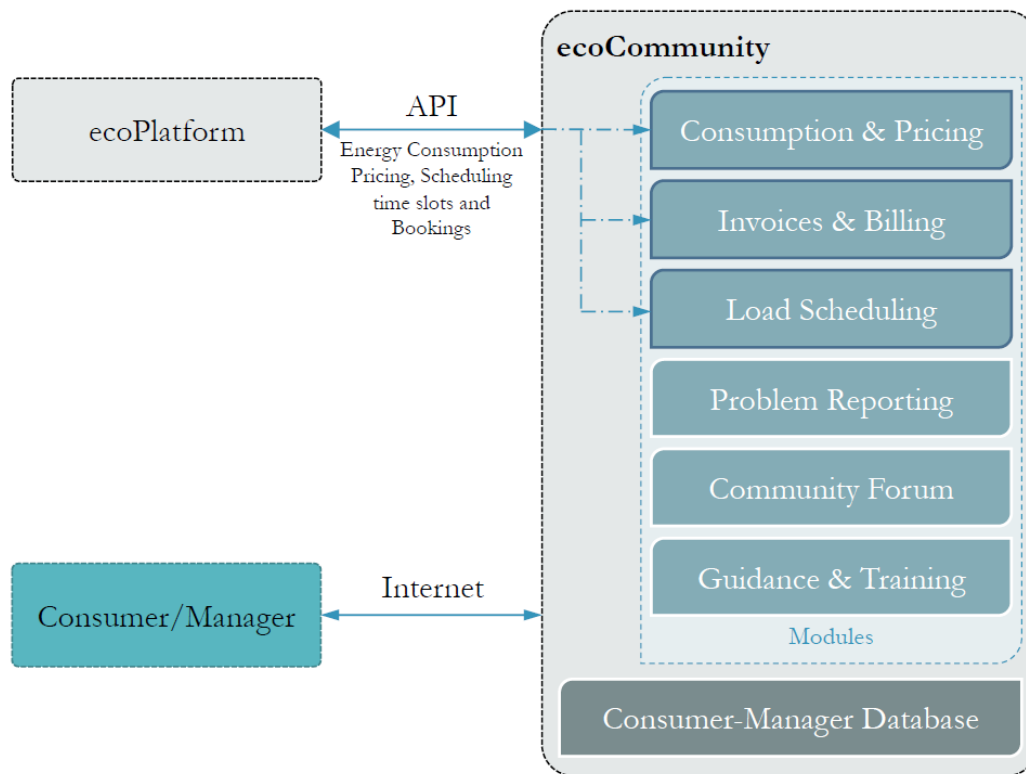 ecoCommunity
ecoPlatform
API
Energy Consumption
Pricing, Scheduling
time slots and
Bookings
Consumption & Pricing
Invoices & Billing
Load Scheduling
Problem Reporting
Community Forum
Guidance & Training
Modules
Consumer/Manager
Internet
Consumer-Manager Database